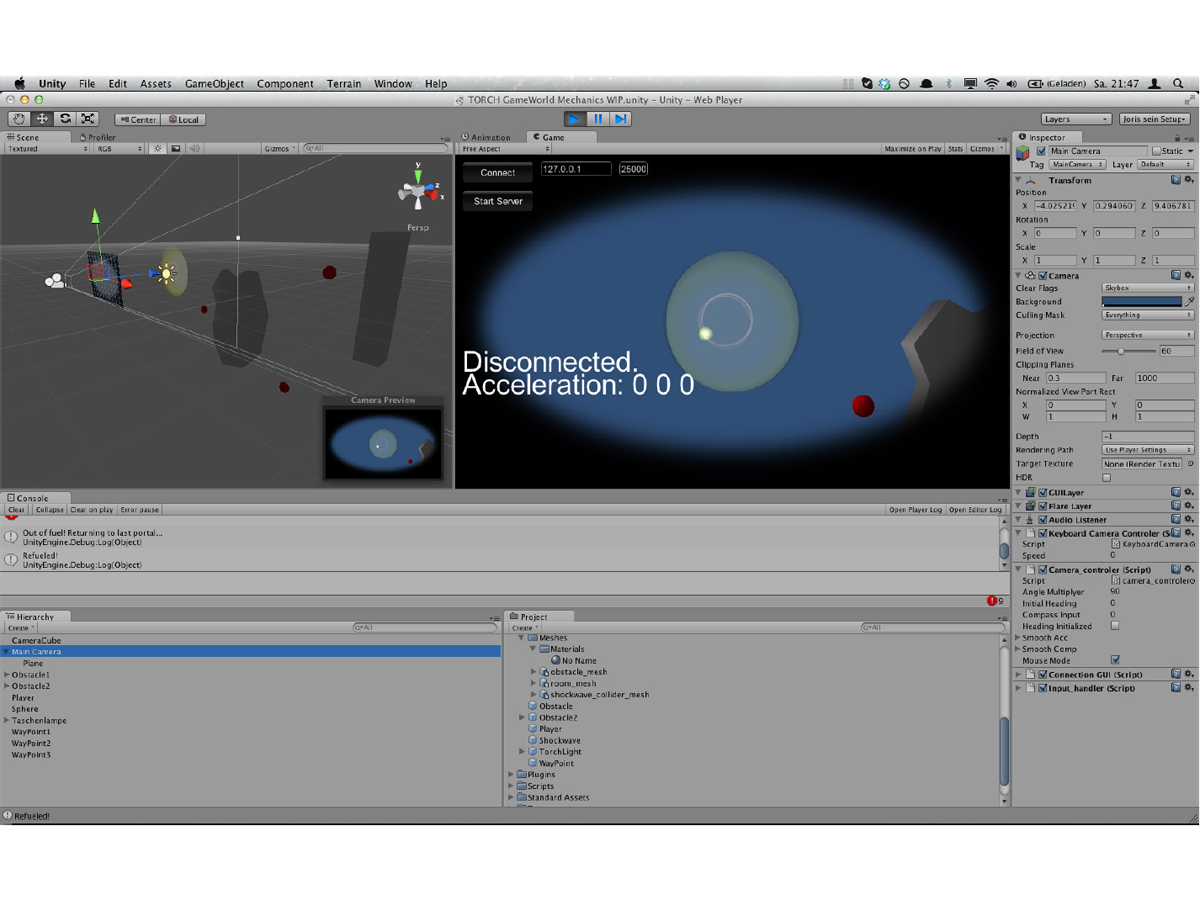 Unity File Edit Assets GameObject Component Terrain Window Help (Geladen) Sa. 21:47
TORCH GameWorld Mechanics WIP.unity - Unity - Web Player
Center Local Layers Joris sein Setup
Scene Profiler
Textured RGB Gizmos All
y
z
x
Persp
Camera Preview
Animation Game
Free Aspect Maximize on Play Stats Gizmos
Connect 127.0.0.1 25000
Start Server
Disconnected.
Acceleration: 0 0 0
Console
Clear Collapse Clear on play Error pause Open Player Log Open Editor Log
Out of fuel! Returning to last portal...
UnityEngine.Debug:Log(Object)
Refueled!
UnityEngine.Debug:Log(Object)
9
Hierarchy
Create All
CameraCube
Main Camera
Plane
Obstacle1
Obstacle2
Player
Sphere
Taschenlampe
WayPoint1
WayPoint2
WayPoint3
Project
Create All
Meshes
Materials
No Name
obstacle_mesh
room_mesh
shockwave_collider_mesh
Obstacle
Obstacle2
Player
Shockwave
TorchLight
WayPoint
Plugins
Scripts
Standard Assets
Inspector
Main Camera Static
Tag MainCamera Layer Default
Transform
Position
X -4.025219 Y 0.294060 Z 9.406781
Rotation
X 0 Y 0 Z 0
Scale
X 1 Y 1 Z 1
Camera
Clear Flags Skybox
Background
Culling Mask Everything
Projection Perspective
Field of View 60
Clipping Planes
Near 0.3 Far 1000
Normalized View Port Rect
X 0 Y 0
W 1 H 1
Depth -1
Rendering Path Use Player Settings
Target Texture None (Render Textu
HDR
GUILayer
Flare Layer
Audio Listener
Keyboard Camera Controler (S
Script KeyboardCamera
Speed 0
Camera_controler (Script)
Script camera_controler
Angle Multiplyer 90
Initial Heading 0
Compass Input 0
Heading Initialized
Smooth Acc
Smooth Comp
Mouse Mode
Connection GUI (Script)
Input_handler (Script)
Refueled!